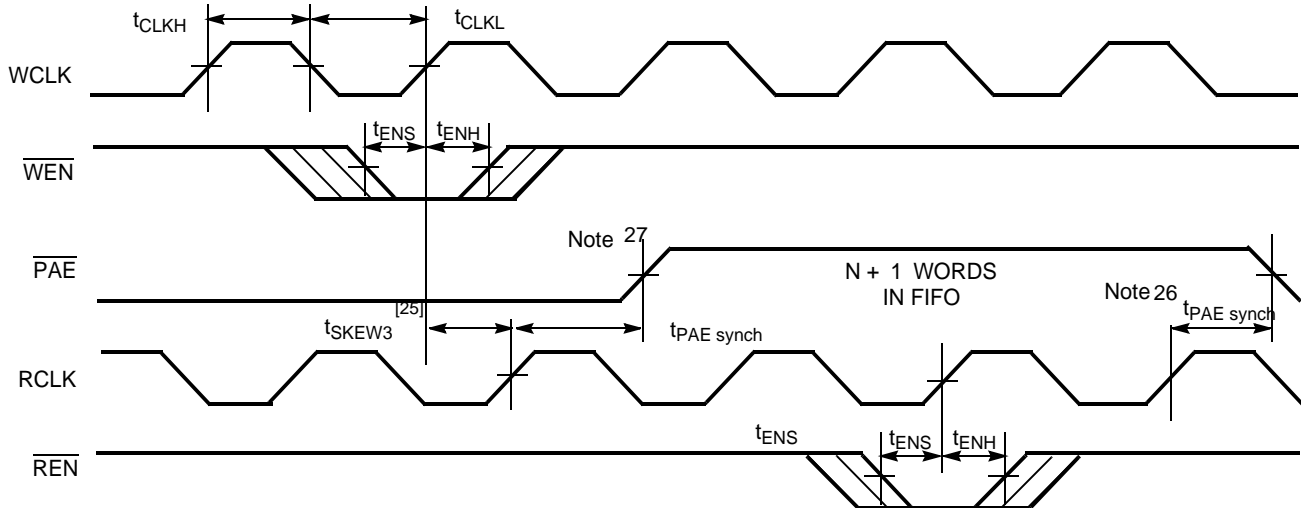 tCLKH
tCLKL
WCLK
tENS
tENH
WEN
Note 27
PAE
N + 1 WORDS
IN FIFO
Note 26
[25]
tSKEW3
tPAE synch
tPAE synch
RCLK
tENS
tENS
tENH
REN